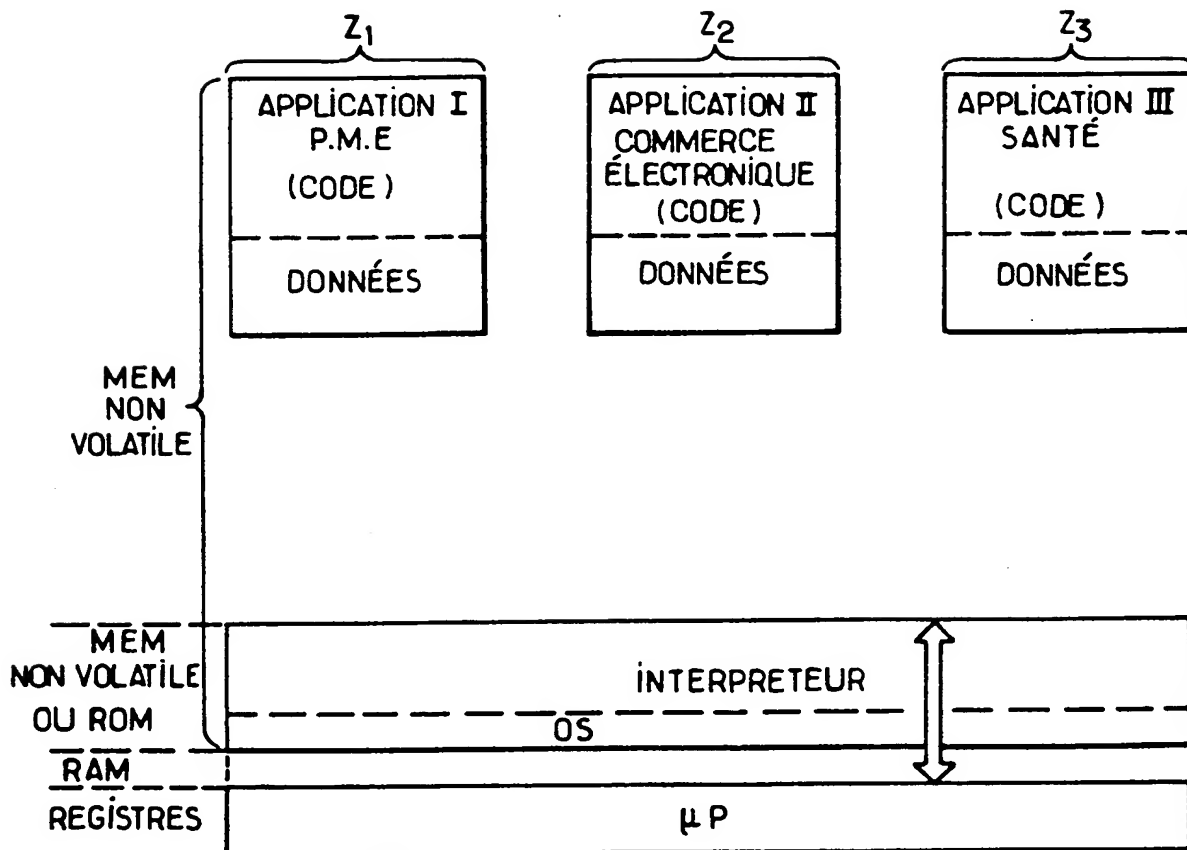 Z1
Z2
Z3
APPLICATION I
P.M.E
(CODE)
DONNÉES
APPLICATION II
COMMERCE
ÉLECTRONIQUE
(CODE)
DONNÉES
APPLICATION III
SANTÉ
(CODE)
DONNÉES
MEM
NON
VOLATILE
MEM
NON VOLATILE
OU ROM
INTERPRETEUR
OS
RAM
REGISTRES
μP